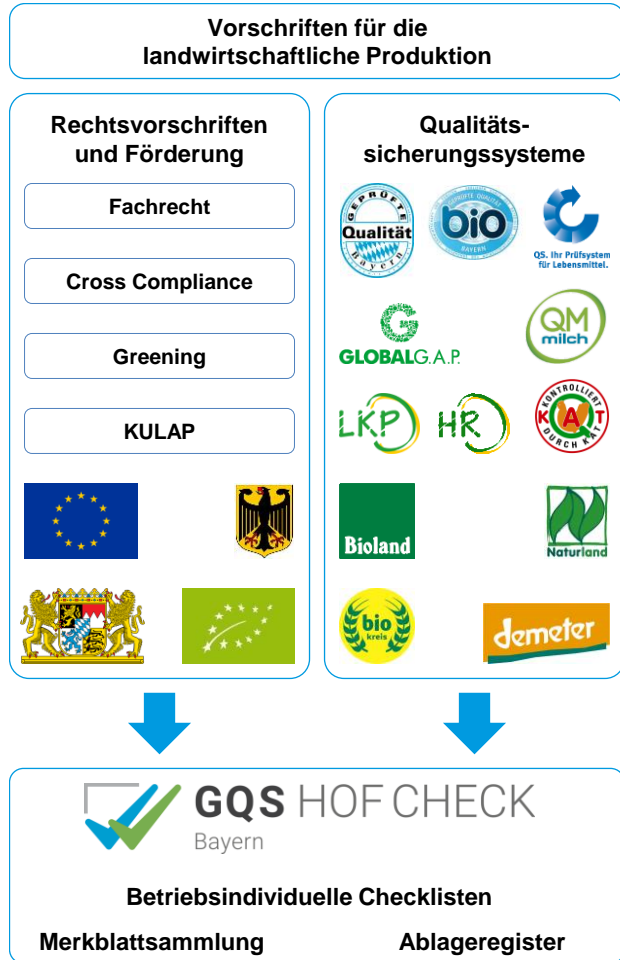 Vorschriften für die
landwirtschaftliche Produktion
Rechtsvorschriften
und Förderung
Fachrecht
Cross Compliance
Greening
KULAP
Qualitäts-
sicherungssysteme
GEPRÜFTE
Qualität
Bayern
GEPRÜFTE QUALITÄT
bio
BAYERN
QS. Ihr Prüfsystem
für Lebensmittel.
GLOBALG.A.P.
QM
milch
LKP
HR
KONTROLLIERT
KAT
DURCH KAT
Bioland
Naturland
bio
kreis
demeter
GQS HOF CHECK
Bayern
Betriebsindividuelle Checklisten
Merkblattsammlung
Ablageregister